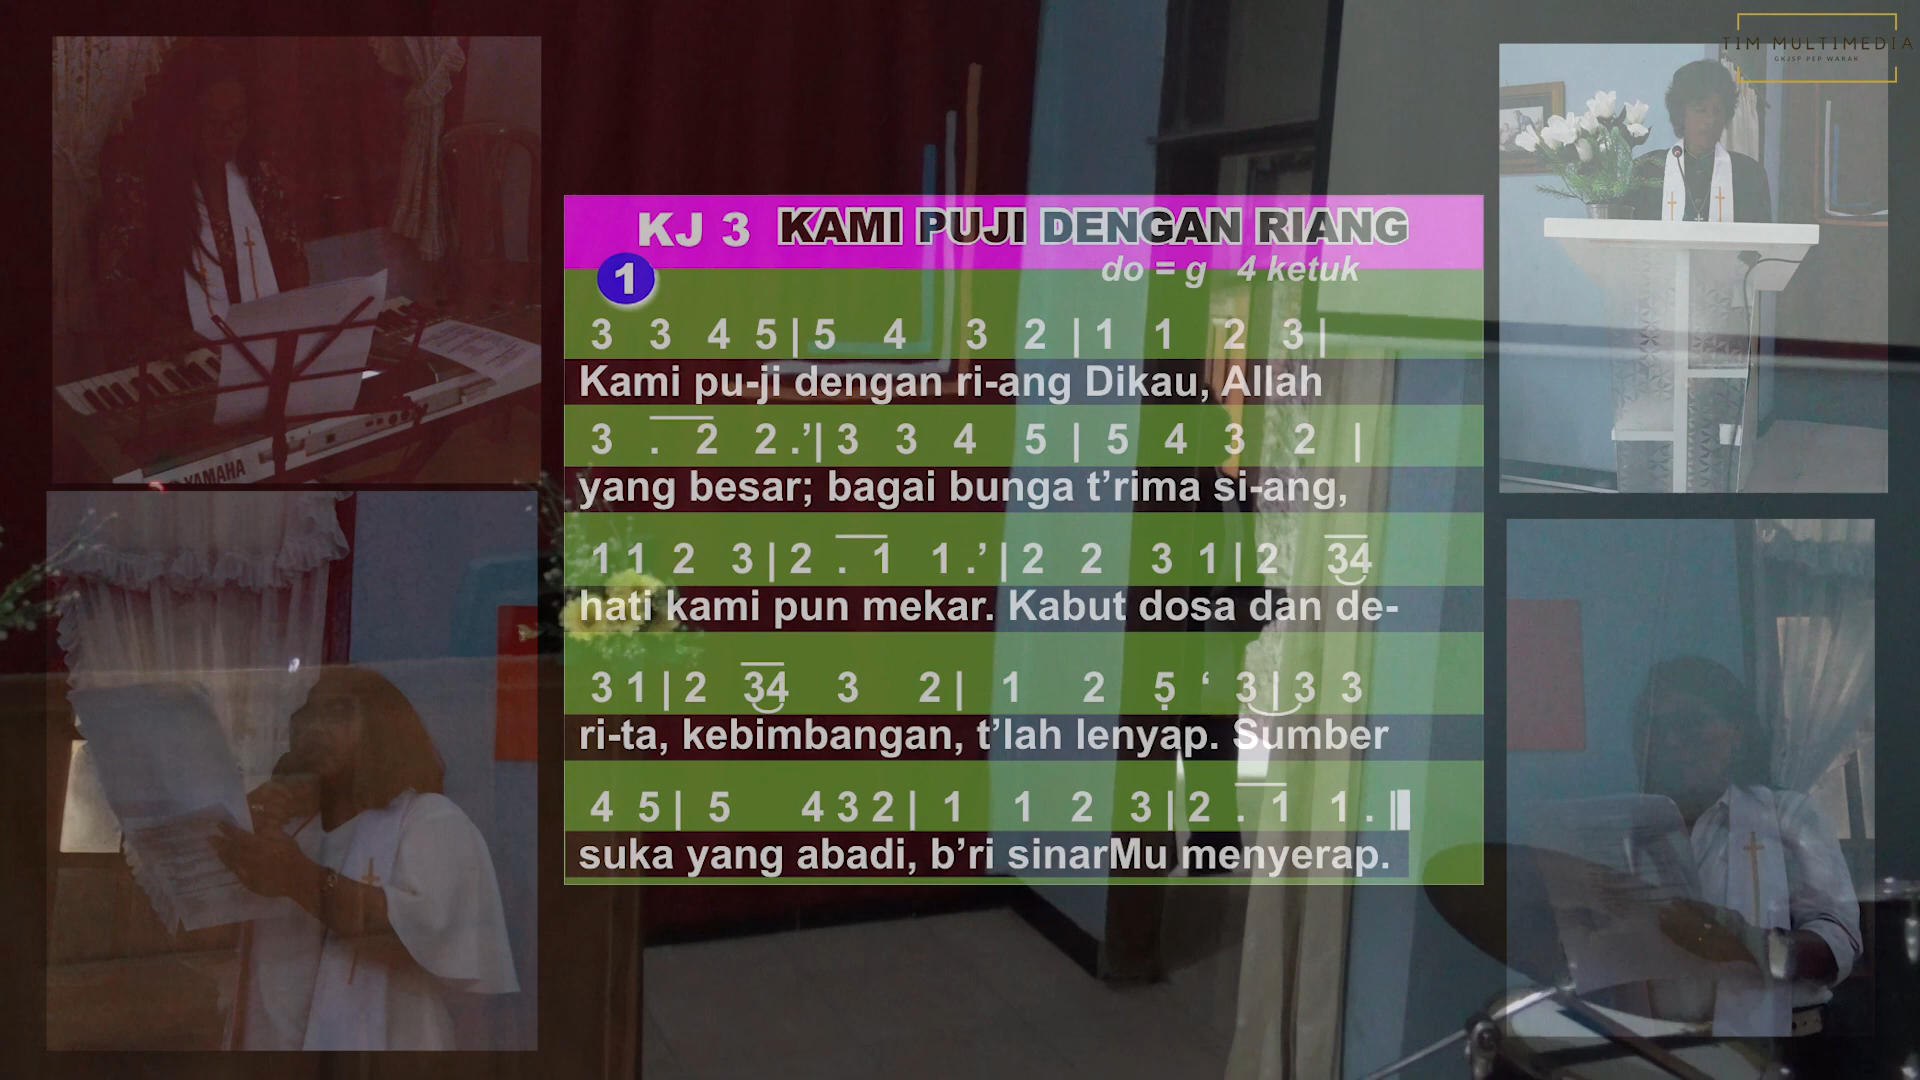 TIM MULTIMEDIA
GKJSP PEP WARAK
KJ 3 KAMI PUJI DENGAN RIANG
do = g 4 ketuk
1
3 3 4 5 | 5 4 3 2 | 1 1 2 3 |
Kami pu-ji dengan ri-ang Dikau, Allah
3 . 2 2 .’| 3 3 4 5 | 5 4 3 2 |
yang besar; bagai bunga t’rima si-ang,
1 1 2 3 | 2 . 1 1 .’ | 2 2 3 1 | 2 34
hati kami pun mekar. Kabut dosa dan de-
3 1 | 2 34 3 2 | 1 2 5̣ ‘ 3 | 3 3
ri-ta, kebimbangan, t’lah lenyap. Sumber
4 5 | 5 4 3 2 | 1 1 2 3 | 2 . 1 1 . ||
suka yang abadi, b’ri sinarMu menyerap.
YAMAHA